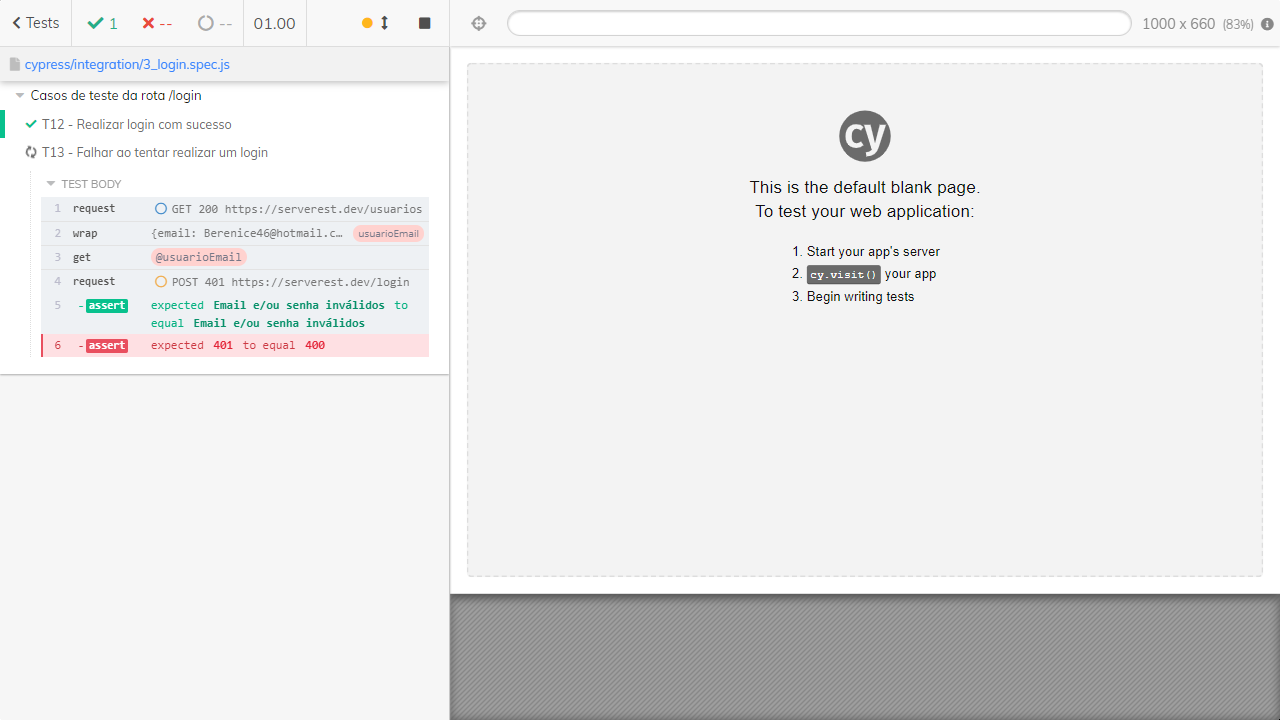 Tests 1 -- -- 01.00 1000 x 660 (83%)
cypress/integration/3_login.spec.js
Casos de teste da rota /login
T12 - Realizar login com sucesso
T13 - Falhar ao tentar realizar um login
TEST BODY
1 request GET 200 https://serverest.dev/usuarios
2 wrap {email: Berenice46@hotmail.c… usuarioEmail
3 get @usuarioEmail
4 request POST 401 https://serverest.dev/login
5 -assert expected Email e/ou senha inválidos to
equal Email e/ou senha inválidos
6 -assert expected 401 to equal 400
cy
This is the default blank page.
To test your web application:
1. Start your app's server
2. cy.visit() your app
3. Begin writing tests